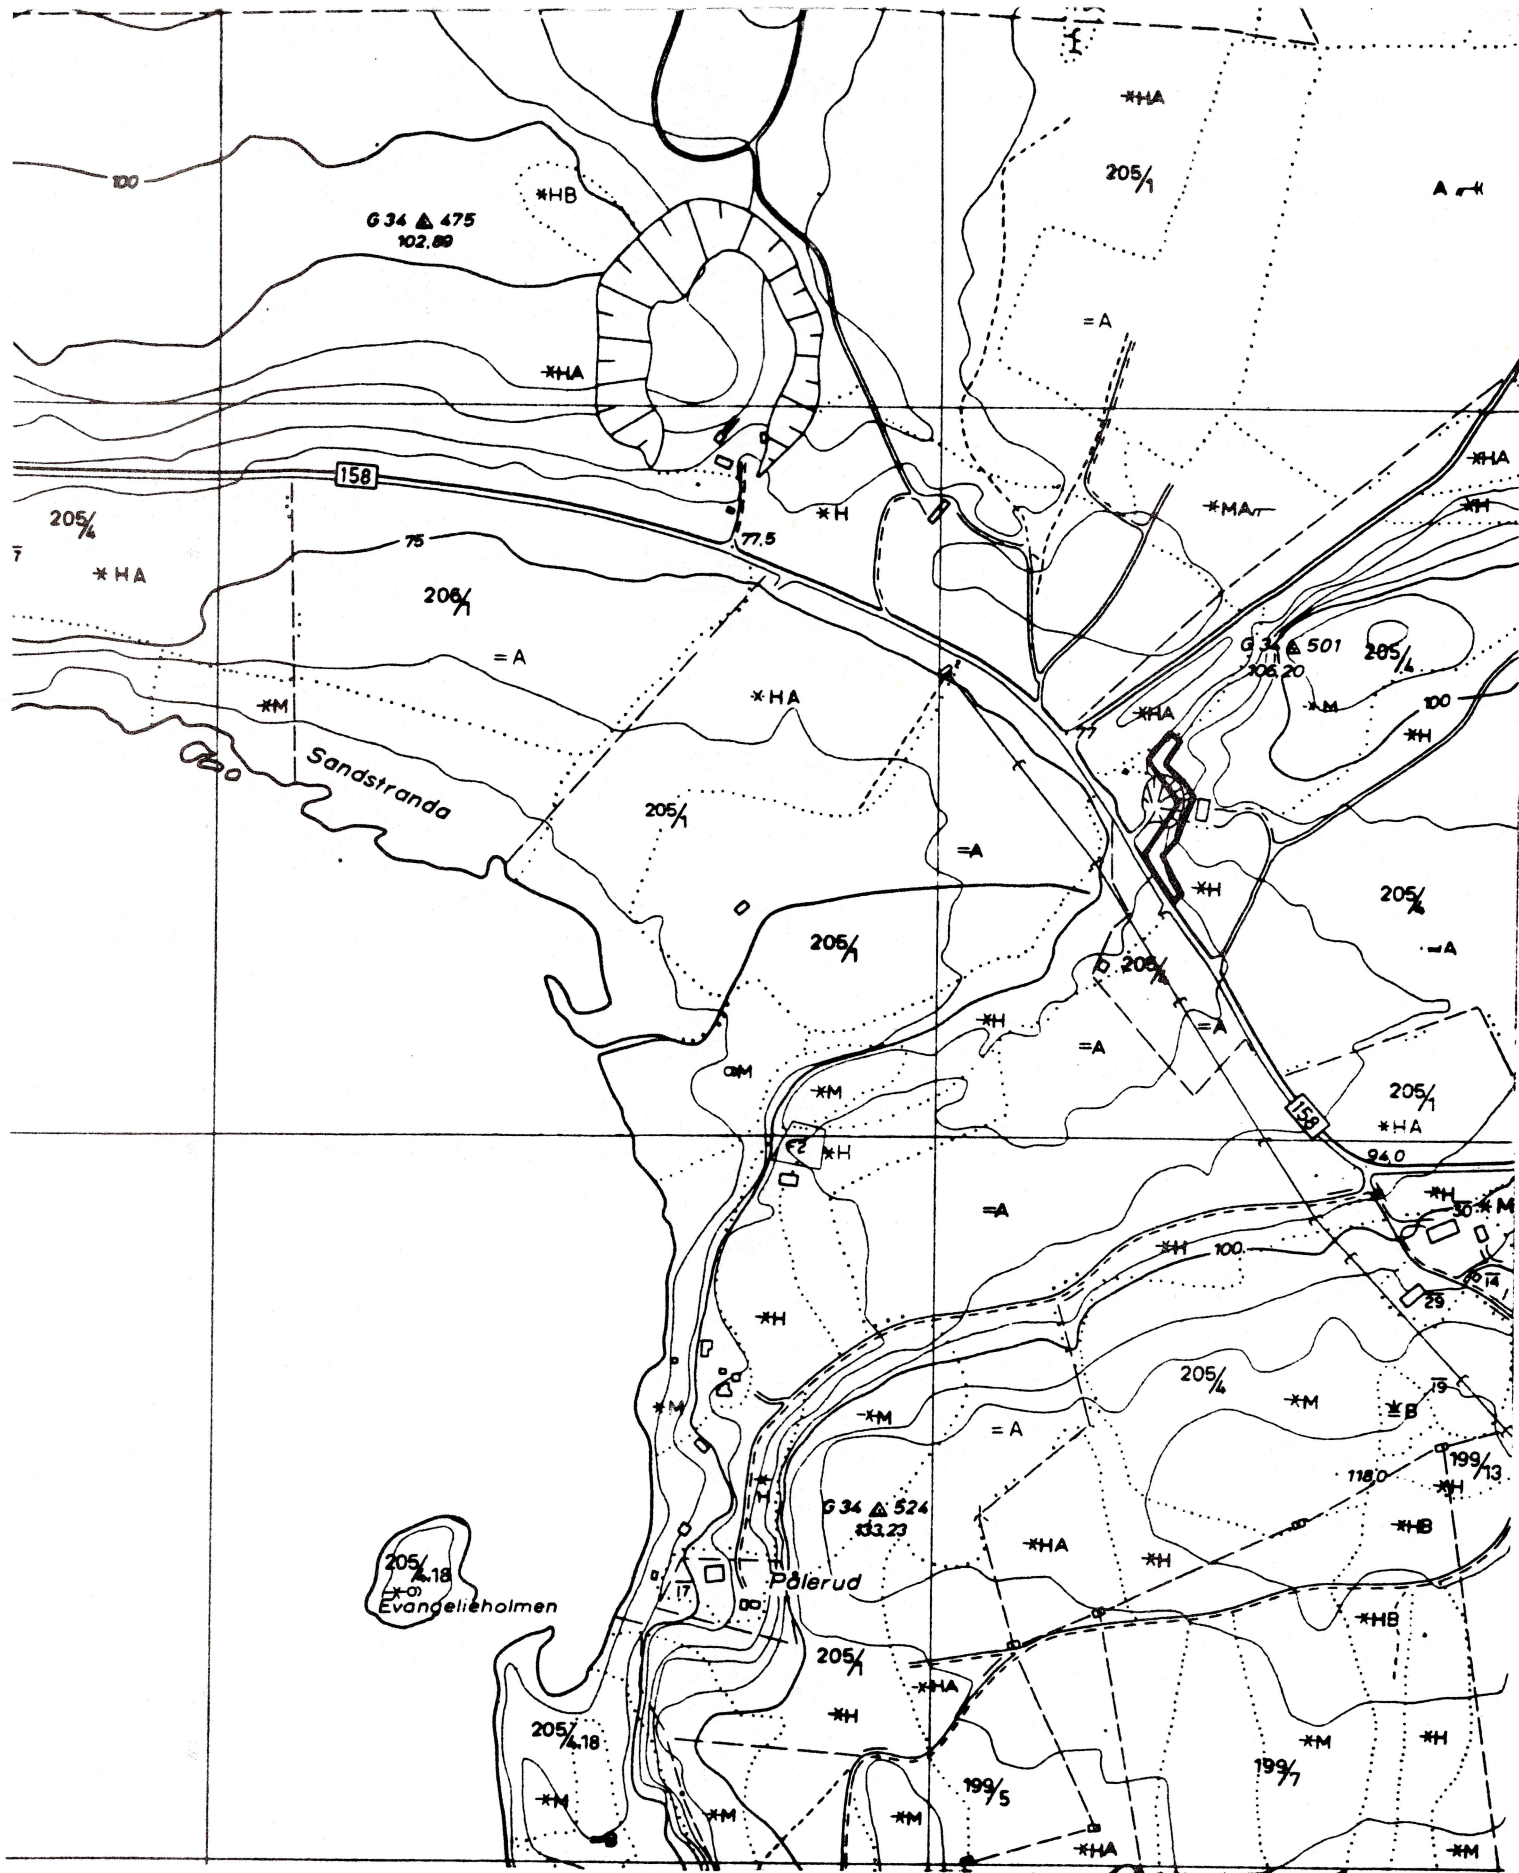 HA
205/1
A
100
HB
G 34 475
102,89
= A
HA
HA
158
205/4
7
HA
75
77,5
H
MA
H
206/1
= A
G 34 501
106,20
205/4
M
HA
HA
M
100
H
77
Sandstranda
205/1
=A
H
205/4
A
205/1
205/4
H
=A
=A
M
M
205/1
158
HA
H
94,0
H
M
30
=A
H
100
14
29
H
205/4
19
M
M
M
B
= A
199/13
118,0
H
H
G 34 524
133,23
HB
HA
H
205/4.18
17
Pålerud
Evangelieholmen
HB
205/1
HA
H
205/4.18
M
H
199/7
199/5
M
M
M
HA
M